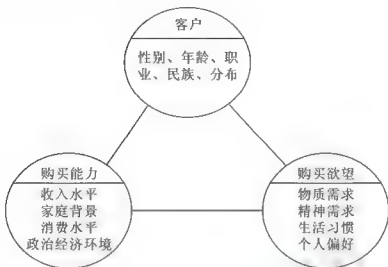 客户
性别、年龄、职
业、民族、分布
购买能力
收入水平
家庭背景
消费水平
政治经济环境
购买欲望
物质需求
精神需求
生活习惯
个人偏好